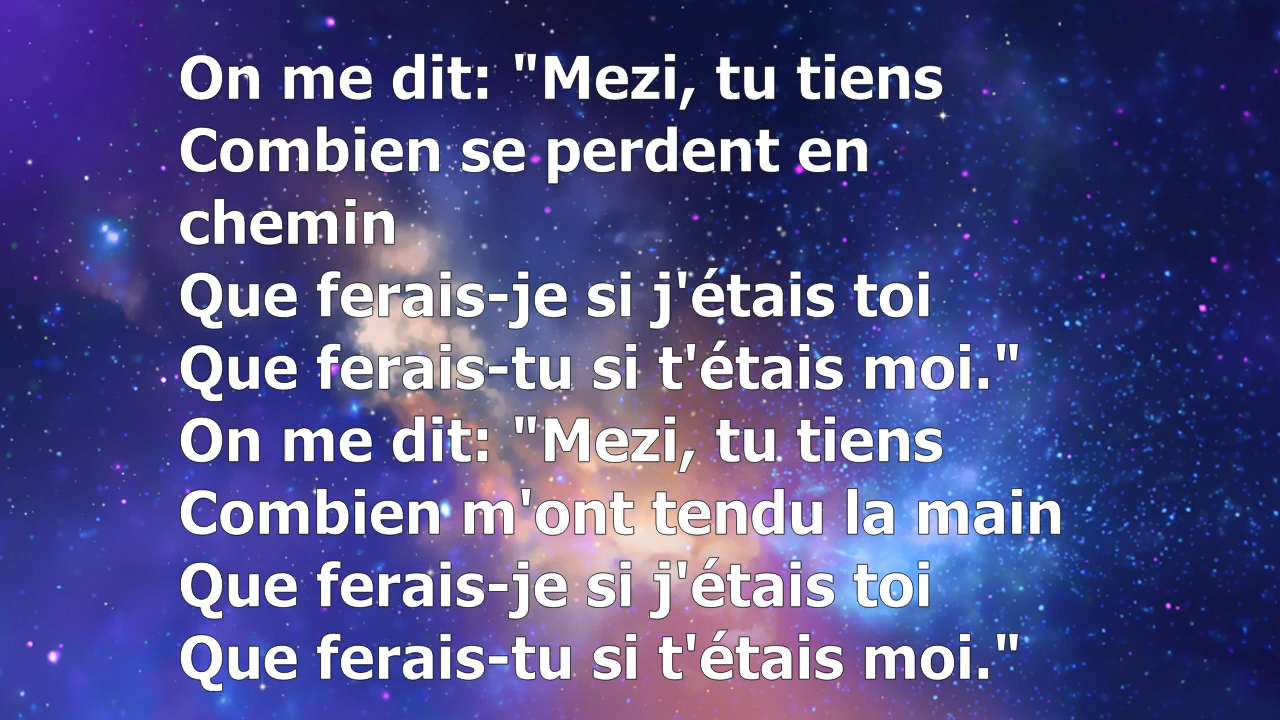 On me dit: "Mezi, tu tiens
Combien se perdent en
chemin
Que ferais-je si j'étais toi
Que ferais-tu si t'étais moi."
On me dit: "Mezi, tu tiens
Combien m'ont tendu la main
Que ferais-je si j'étais toi
Que ferais-tu si t'étais moi."